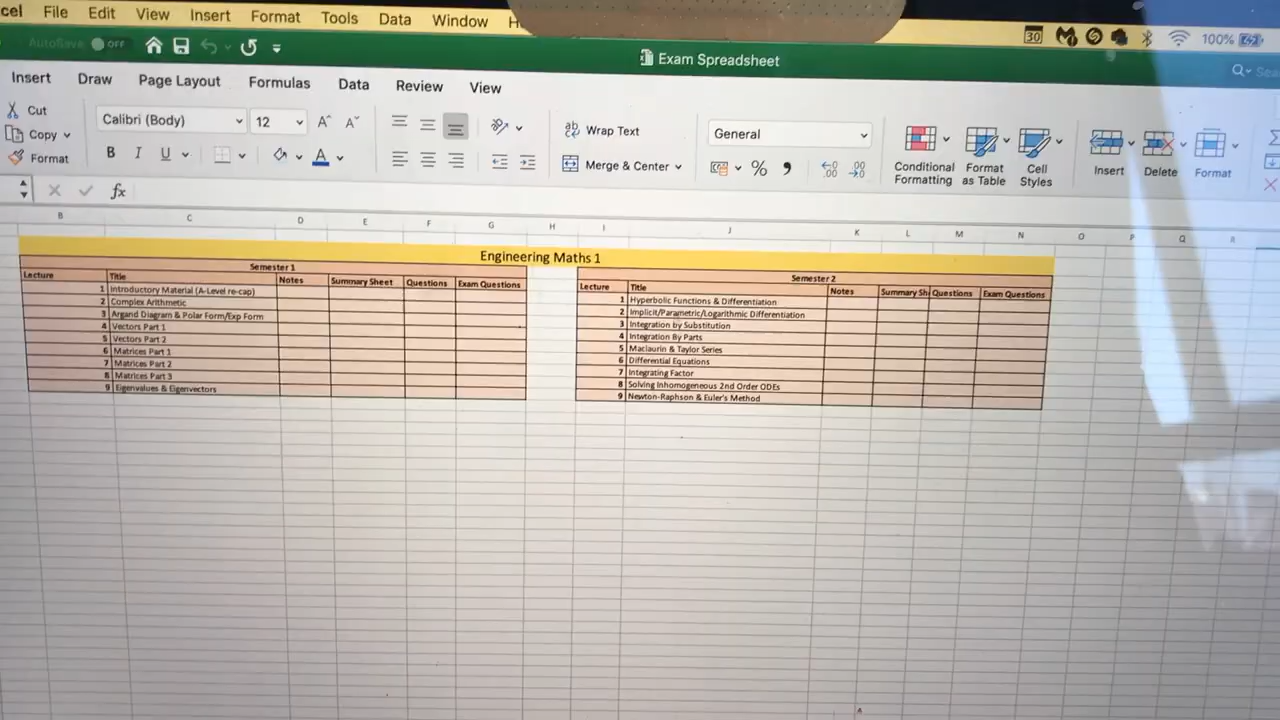 cel File Edit View Insert Format Tools Data Window
30 100%
AutoSave OFF
Exam Spreadsheet
Insert Draw Page Layout Formulas Data Review View
Cut
Copy
Format
Calibri (Body) 12 A A
B I U A
ab Wrap Text
Merge & Center
General
% .00 .00
Conditional Formatting
Format as Table
Cell Styles
Insert
Delete
Format
fx
B C D E F G H I J K L M N O P Q R
Engineering Maths 1
Semester 1
Lecture Title Notes Summary Sheet Questions Exam Questions
1 Introductory Material (A-Level re-cap)
2 Complex Arithmetic
3 Argand Diagram & Polar Form/Exp Form
4 Vectors Part 1
5 Vectors Part 2
6 Matrices Part 1
7 Matrices Part 2
8 Matrices Part 3
9 Eigenvalues & Eigenvectors
Semester 2
Lecture Title Notes Summary Sh Questions Exam Questions
1 Hyperbolic Functions & Differentiation
2 Implicit/Parametric/Logarithmic Differentiation
3 Integration by Substitution
4 Integration By Parts
5 Maclaurin & Taylor Series
6 Differential Equations
7 Integrating Factor
8 Solving Inhomogeneous 2nd Order ODEs
9 Newton-Raphson & Euler's Method